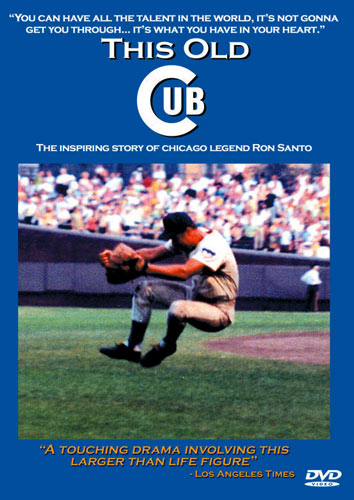 “YOU CAN HAVE ALL THE TALENT IN THE WORLD, IT’S NOT GONNA
GET YOU THROUGH... IT’S WHAT YOU HAVE IN YOUR HEART.”
THIS OLD
CUB
THE INSPIRING STORY OF CHICAGO LEGEND RON SANTO
“A TOUCHING DRAMA INVOLVING THIS
LARGER THAN LIFE FIGURE”
- LOS ANGELES TIMES
DVD
VIDEO